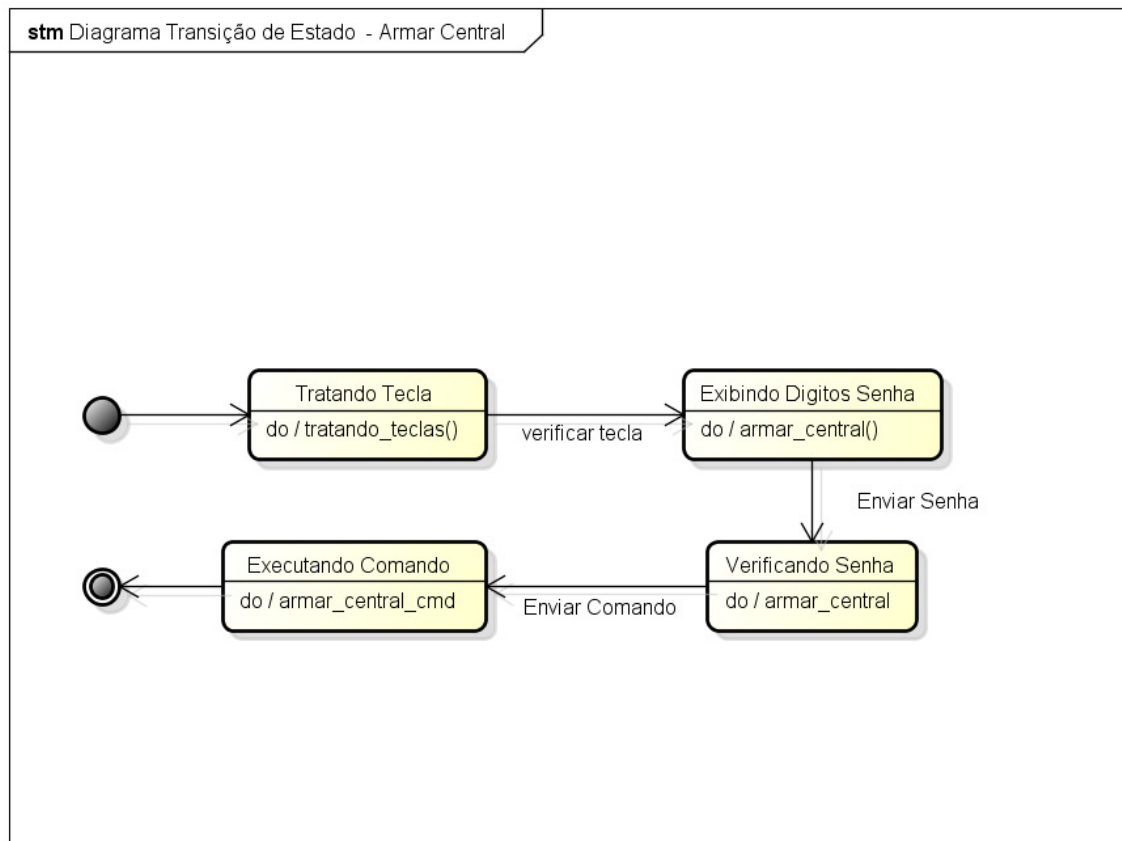 stm Diagrama Transição de Estado - Armar Central
Tratando Tecla
do / tratando_teclas()
verificar tecla
Exibindo Digitos Senha
do / armar_central()
Enviar Senha
Verificando Senha
do / armar_central
Enviar Comando
Executando Comando
do / armar_central_cmd